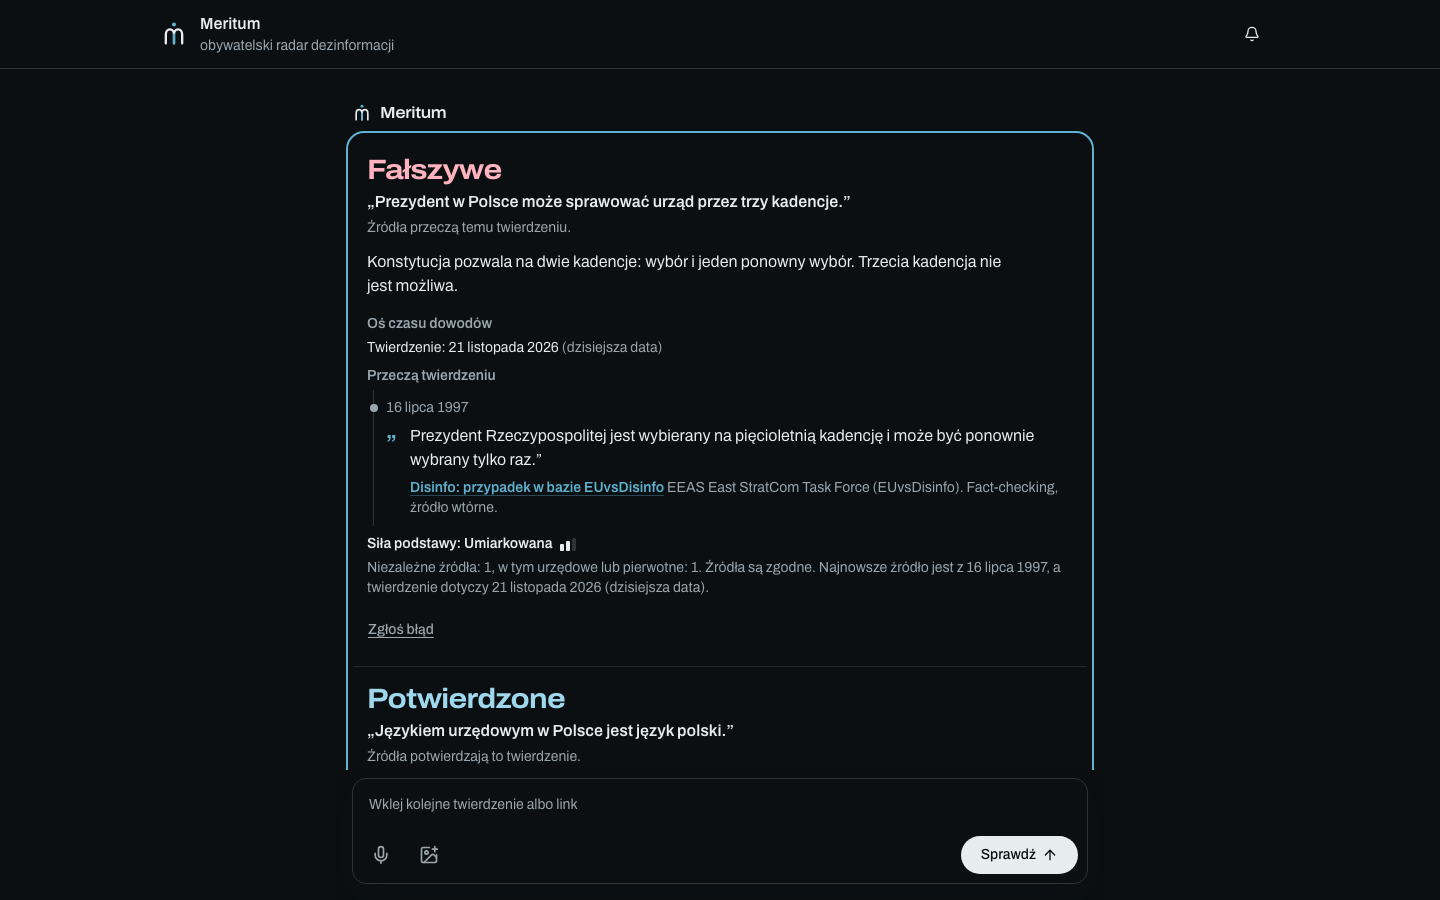 Meritum
obywatelski radar dezinformacji
Meritum
Fałszywe
„Prezydent w Polsce może sprawować urząd przez trzy kadencje.”
Źródła przeczą temu twierdzeniu.
Konstytucja pozwala na dwie kadencje: wybór i jeden ponowny wybór. Trzecia kadencja nie
jest możliwa.
Oś czasu dowodów
Twierdzenie: 21 listopada 2026 (dzisiejsza data)
Przeczą twierdzeniu
16 lipca 1997
„ Prezydent Rzeczypospolitej jest wybierany na pięcioletnią kadencję i może być ponownie
wybrany tylko raz.”
Disinfo: przypadek w bazie EUvsDisinfo EEAS East StratCom Task Force (EUvsDisinfo). Fact-checking,
źródło wtórne.
Siła podstawy: Umiarkowana
Niezależne źródła: 1, w tym urzędowe lub pierwotne: 1. Źródła są zgodne. Najnowsze źródło jest z 16 lipca 1997, a
twierdzenie dotyczy 21 listopada 2026 (dzisiejsza data).
Zgłoś błąd
Potwierdzone
„Językiem urzędowym w Polsce jest język polski.”
Źródła potwierdzają to twierdzenie.
Wklej kolejne twierdzenie albo link
Sprawdź